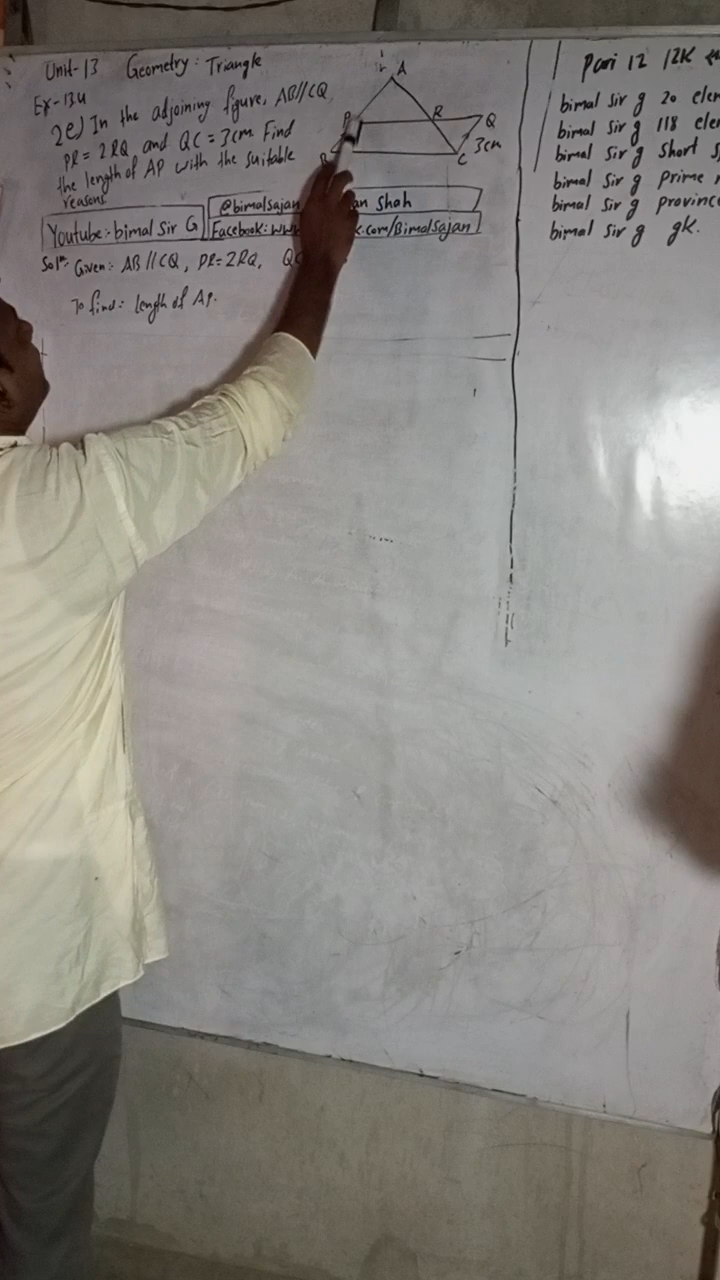 Unit-13 Geometry: Triangle
Ex-13.4
2e) In the adjoining figure, AB//CQ,
PR = 2RQ and QC = 3cm Find
the length of AP with the suitable
reasons
A
P
R
Q
3cm
B
C
Youtube:- bimal Sir G
@bimalsajan an Shah
Facebook:- www k.com/Bimalsajan
Solⁿ:- Given:- AB//CQ, PR=2RQ, QC
To find:- length of AP.
Pari 12 12K
bimal sir g 20 elem
bimal sir g 118 elem
bimal sir g Short
bimal sir g Prime
bimal sir g province
bimal sir g gk.